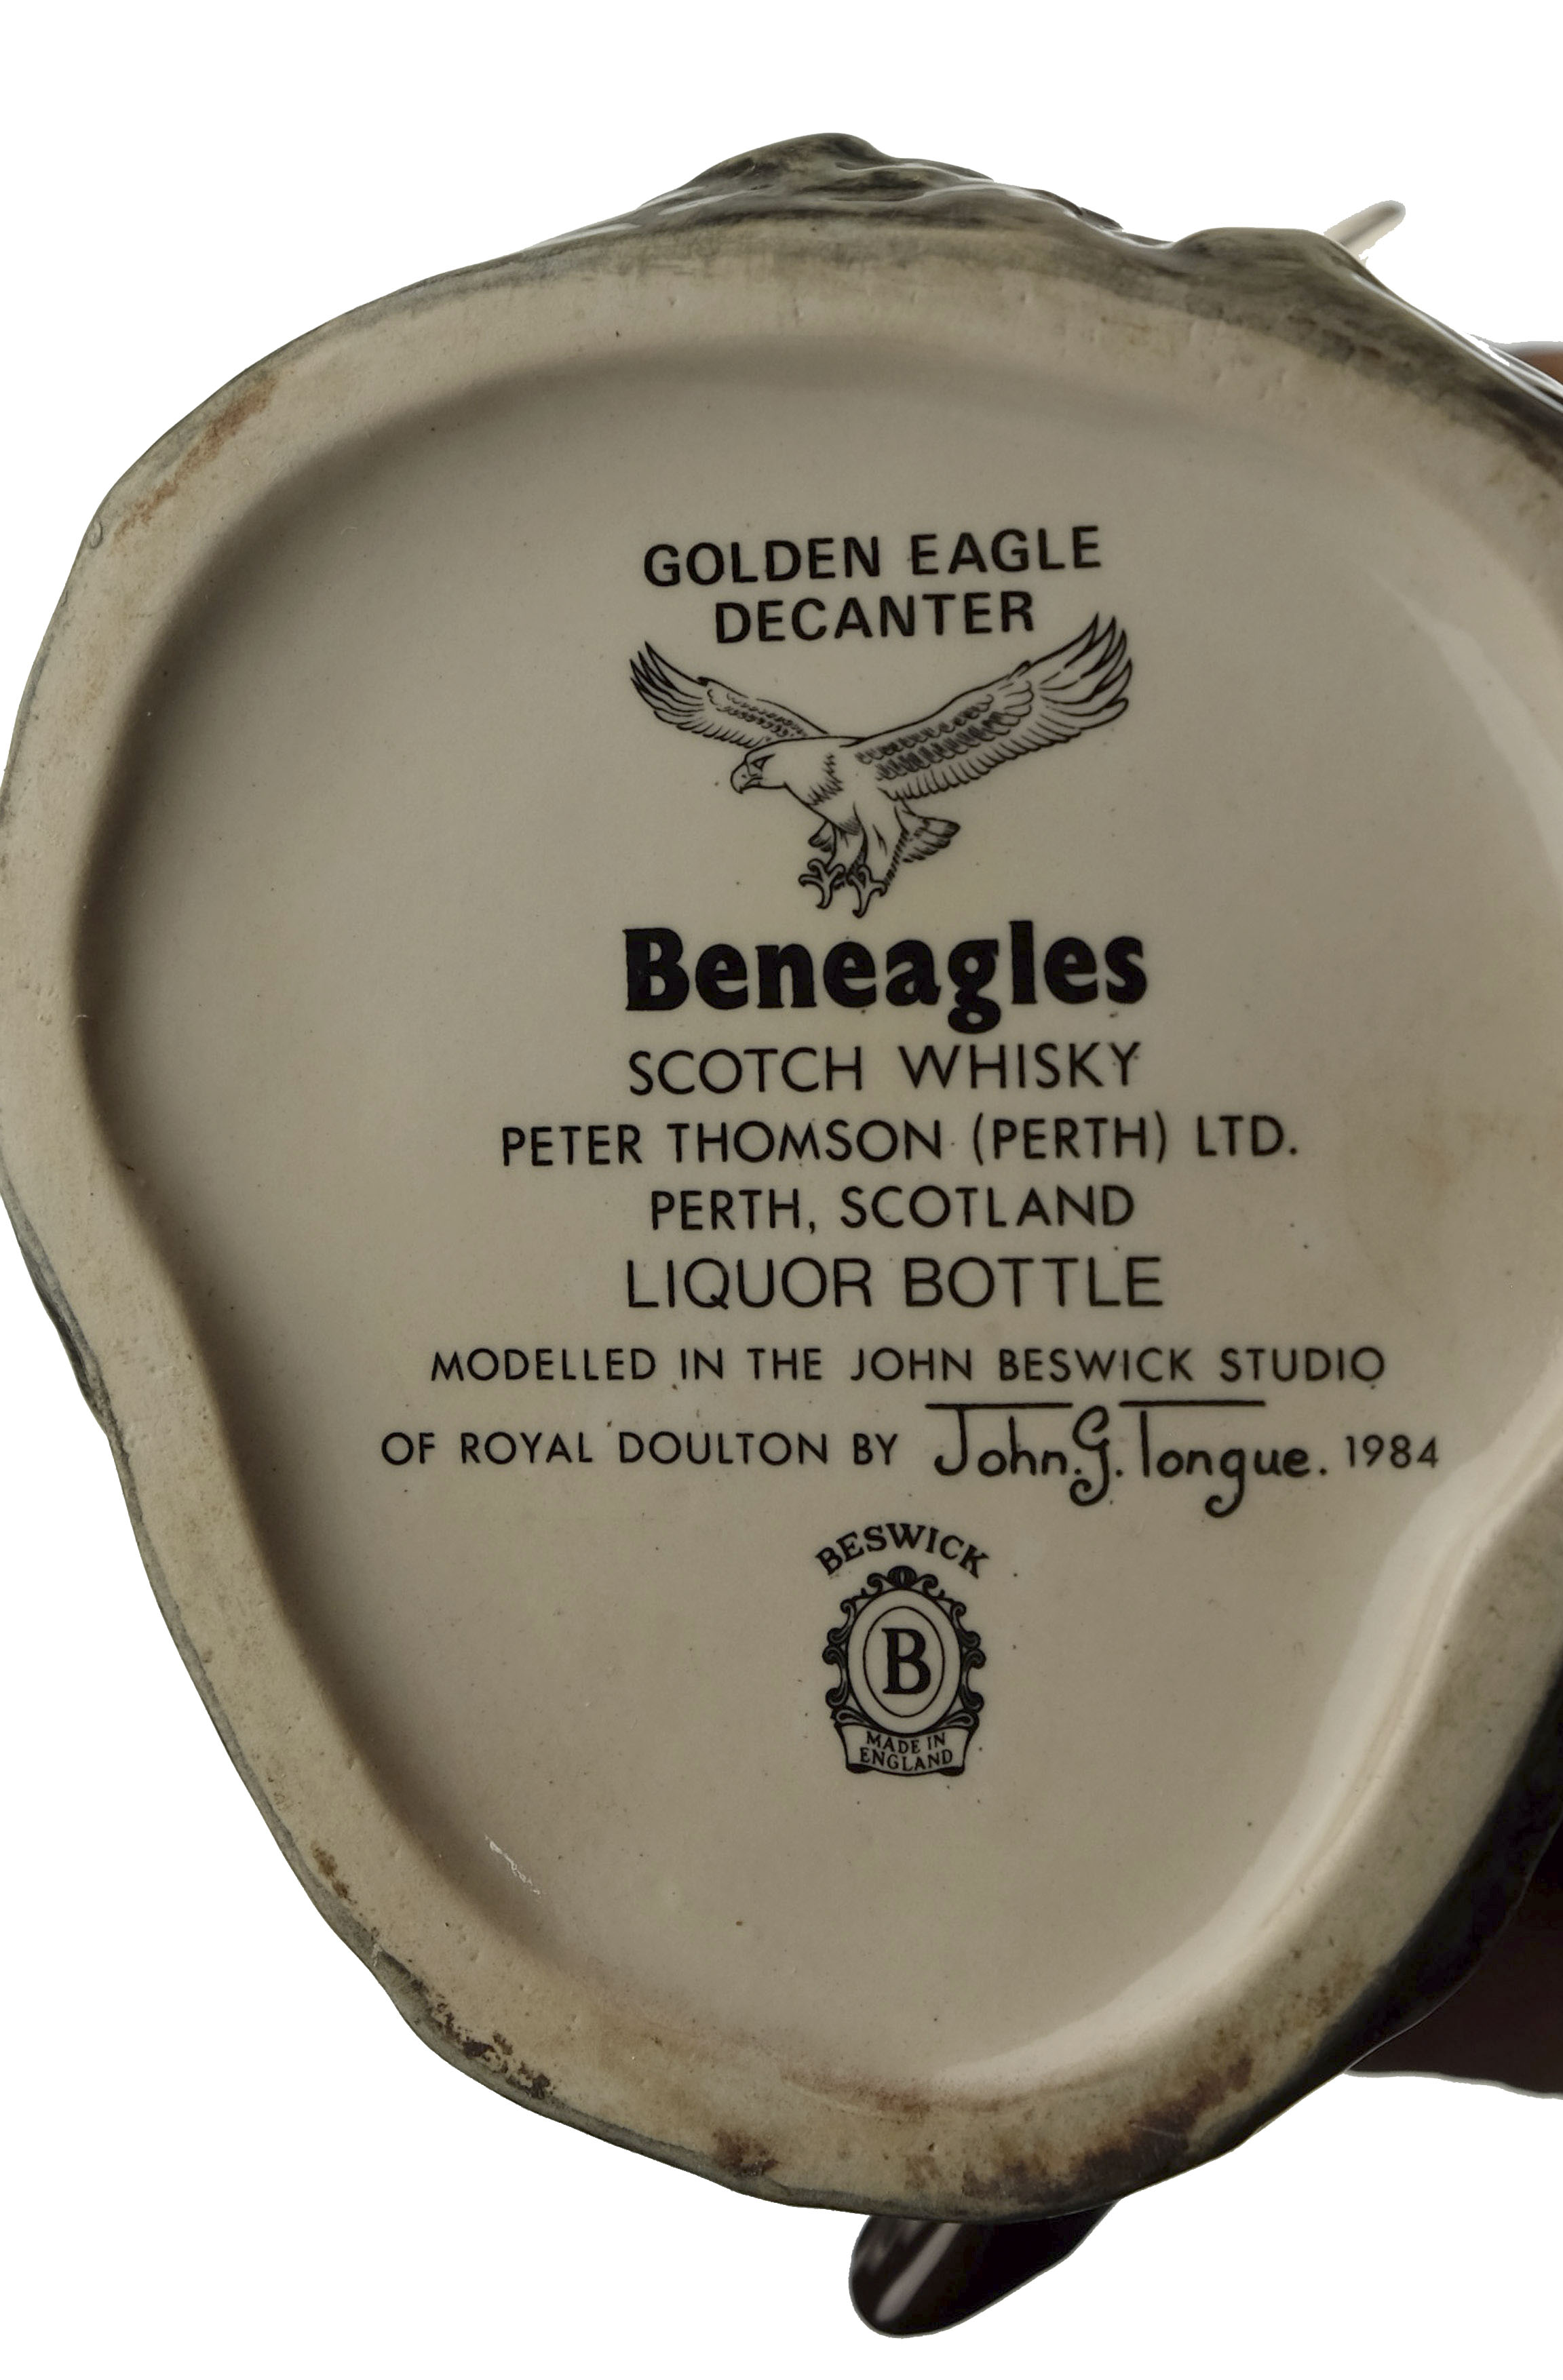 GOLDEN EAGLE
DECANTER
Beneagles
SCOTCH WHISKY
PETER THOMSON (PERTH) LTD.
PERTH, SCOTLAND
LIQUOR BOTTLE
MODELLED IN THE JOHN BESWICK STUDIO
OF ROYAL DOULTON BY John.G.Tongue. 1984
BESWICK
B
MADE IN
ENGLAND